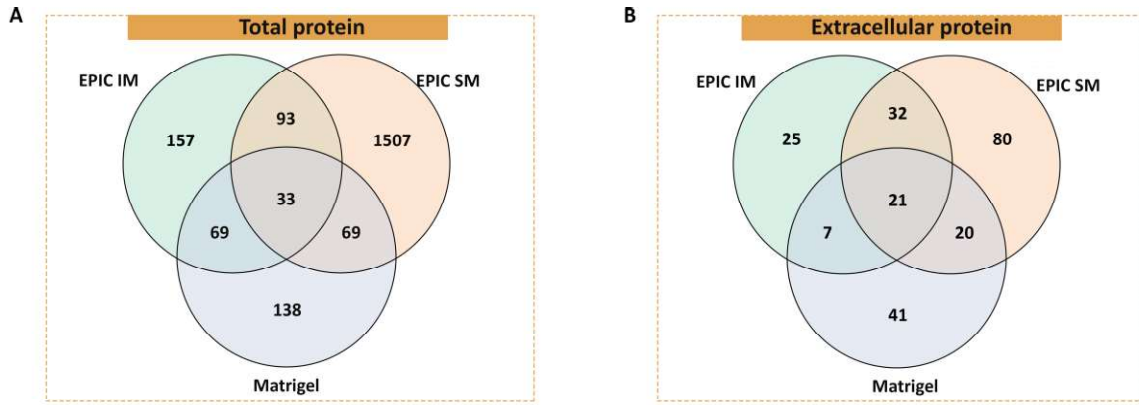 A
Total protein
EPIC IM
EPIC SM
93
157
1507
33
69
69
138
Matrigel
B
Extracellular protein
EPIC IM
EPIC SM
32
25
80
21
7
20
41
Matrigel